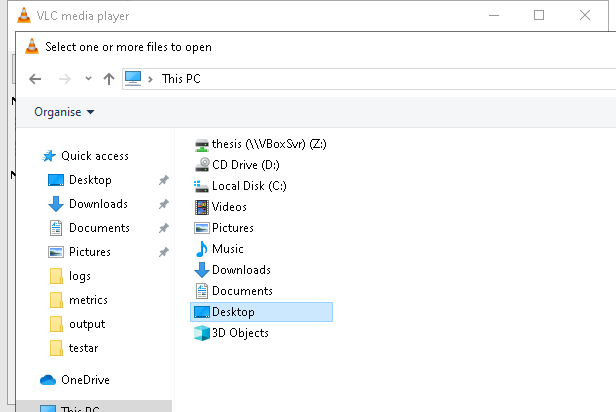 VLC media player
Select one or more files to open
This PC
Organise
Quick access
Desktop
Downloads
Documents
Pictures
logs
metrics
output
testar
OneDrive
This PC
thesis (\\VBoxSvr) (Z:)
CD Drive (D:)
Local Disk (C:)
Videos
Pictures
Music
Downloads
Documents
Desktop
3D Objects